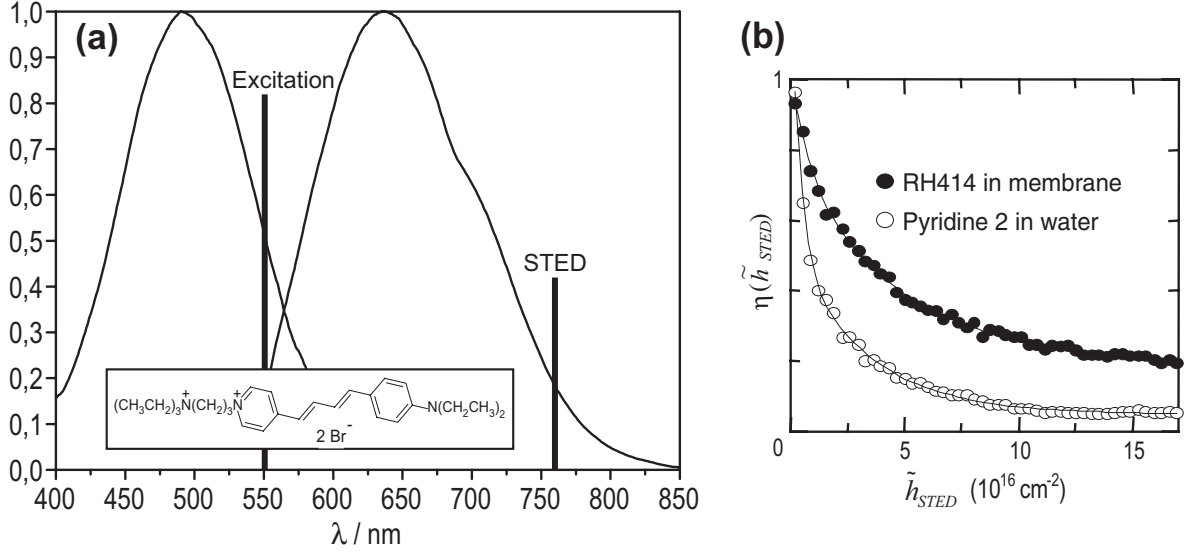 (a)
1,0
0,9
0,8
0,7
0,6
0,5
0,4
0,3
0,2
0,1
0,0
Excitation
STED
(CH₃CH₂)₃N⁺(CH₂)₃N⁺
N(CH₂CH₃)₂
2 Br⁻
400 450 500 550 600 650 700 750 800 850
λ / nm
(b)
η(h̃ STED)
1
RH414 in membrane
Pyridine 2 in water
0 5 10 15
h̃STED (10¹⁶ cm⁻²)